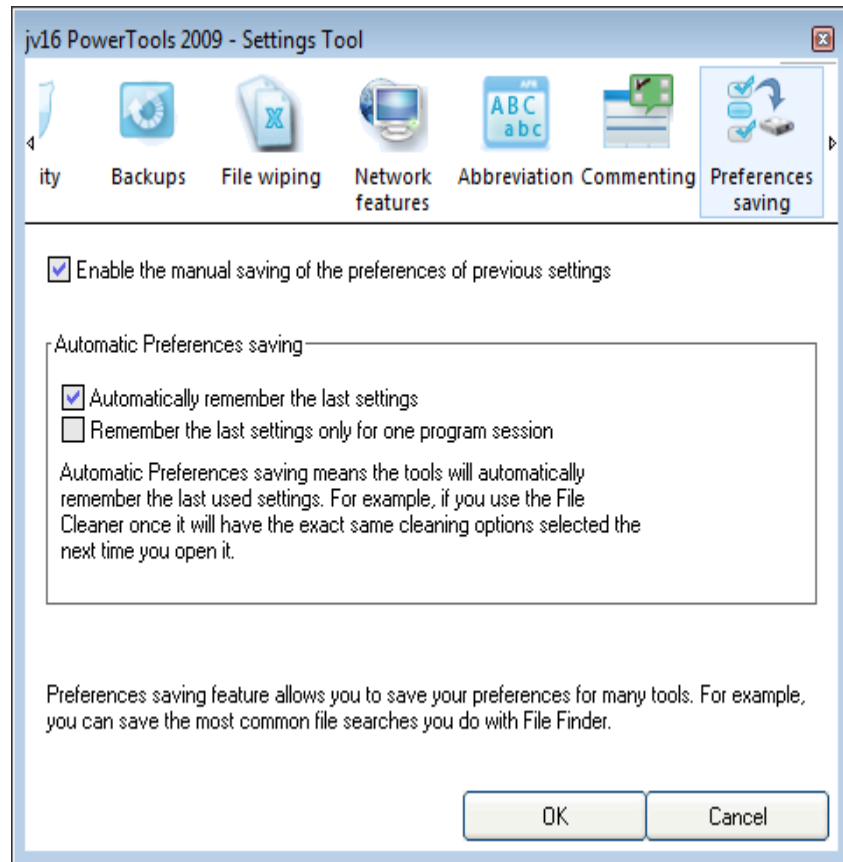 jv16 PowerTools 2009 - Settings Tool
ity
Backups
File wiping
Network
features
ABC
abc
Abbreviation
Commenting
Preferences
saving
Enable the manual saving of the preferences of previous settings
Automatic Preferences saving
Automatically remember the last settings
Remember the last settings only for one program session
Automatic Preferences saving means the tools will automatically
remember the last used settings. For example, if you use the File
Cleaner once it will have the exact same cleaning options selected the
next time you open it.
Preferences saving feature allows you to save your preferences for many tools. For example,
you can save the most common file searches you do with File Finder.
OK
Cancel